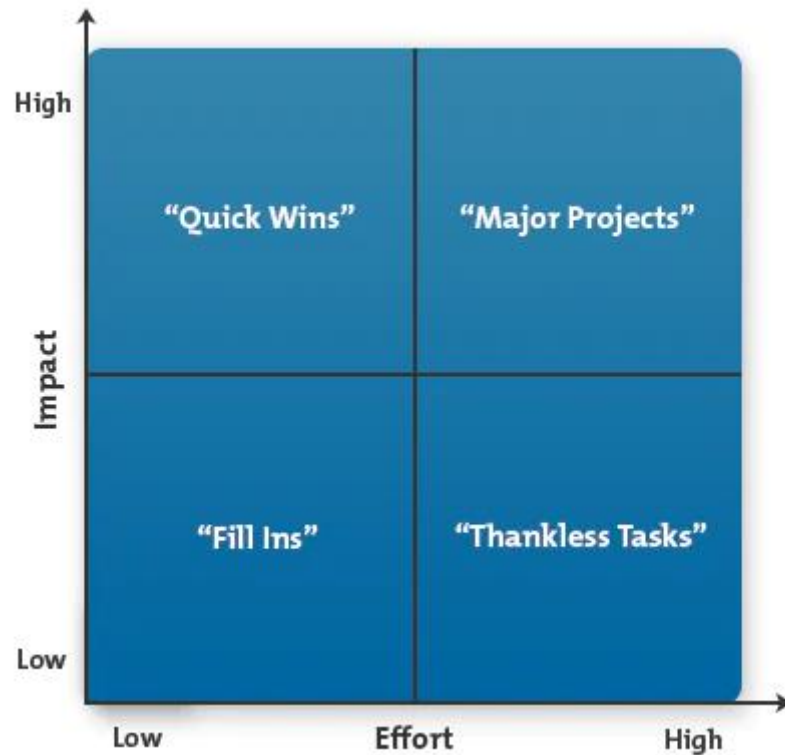 High
“Quick Wins”
“Major Projects”
Impact
“Fill Ins”
“Thankless Tasks”
Low
Low
Effort
High